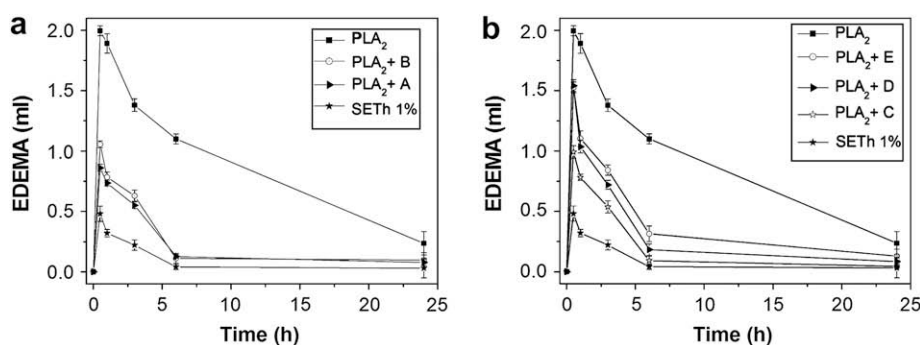 a
EDEMA (ml)
2.0
1.5
1.0
0.5
0.0
0 5 10 15 20 25
Time (h)
PLA₂
PLA₂+ B
PLA₂+ A
SETh 1%
b
EDEMA (ml)
2.0
1.5
1.0
0.5
0.0
0 5 10 15 20 25
Time (h)
PLA₂
PLA₂+ E
PLA₂+ D
PLA₂+ C
SETh 1%